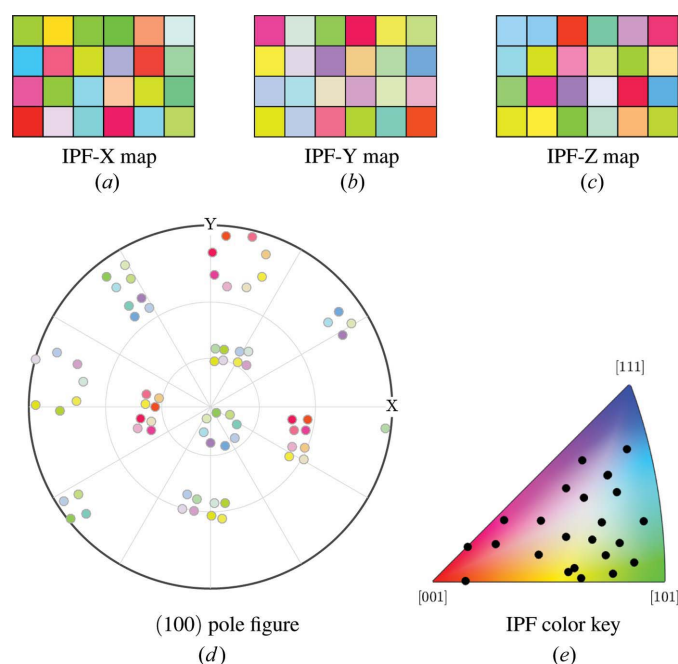 IPF-X map
IPF-Y map
IPF-Z map
(a)
(b)
(c)
Y
X
[111]
[001]
[101]
(100) pole figure
IPF color key
(d)
(e)